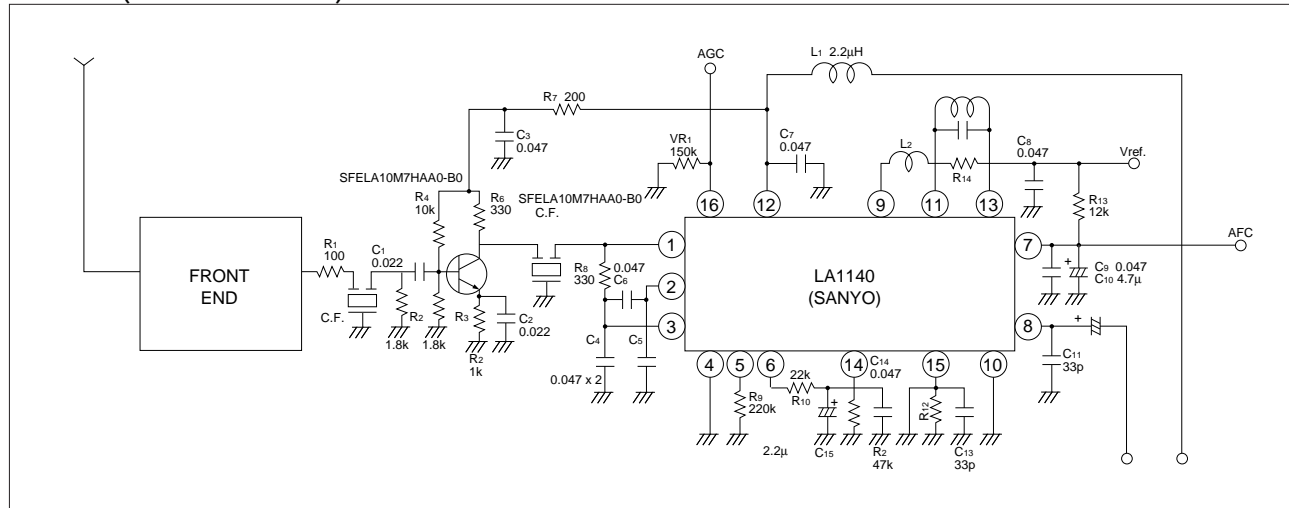 AGC
L1 2.2μH
R7 200
C3
0.047
VR1
150k
C7
0.047
L2
R14
C8
0.047
Vref.
R13
12k
SFELA10M7HAA0-B0
R4
10k
R6
330
SFELA10M7HAA0-B0
C.F.
16
12
9
11
13
FRONT
END
R1
100
C1
0.022
C.F.
R2
1.8k
1.8k
R3
R2
1k
C2
0.022
R8
330
0.047
C6
C4
C5
0.047 x 2
1
2
3
LA1140
(SANYO)
7
AFC
C9 0.047
C10 4.7μ
8
+
+
C11
33p
4
5
6
14
15
10
R9
220k
22k
R10
+
2.2μ
C15
C14
0.047
R2
47k
R12
C13
33p